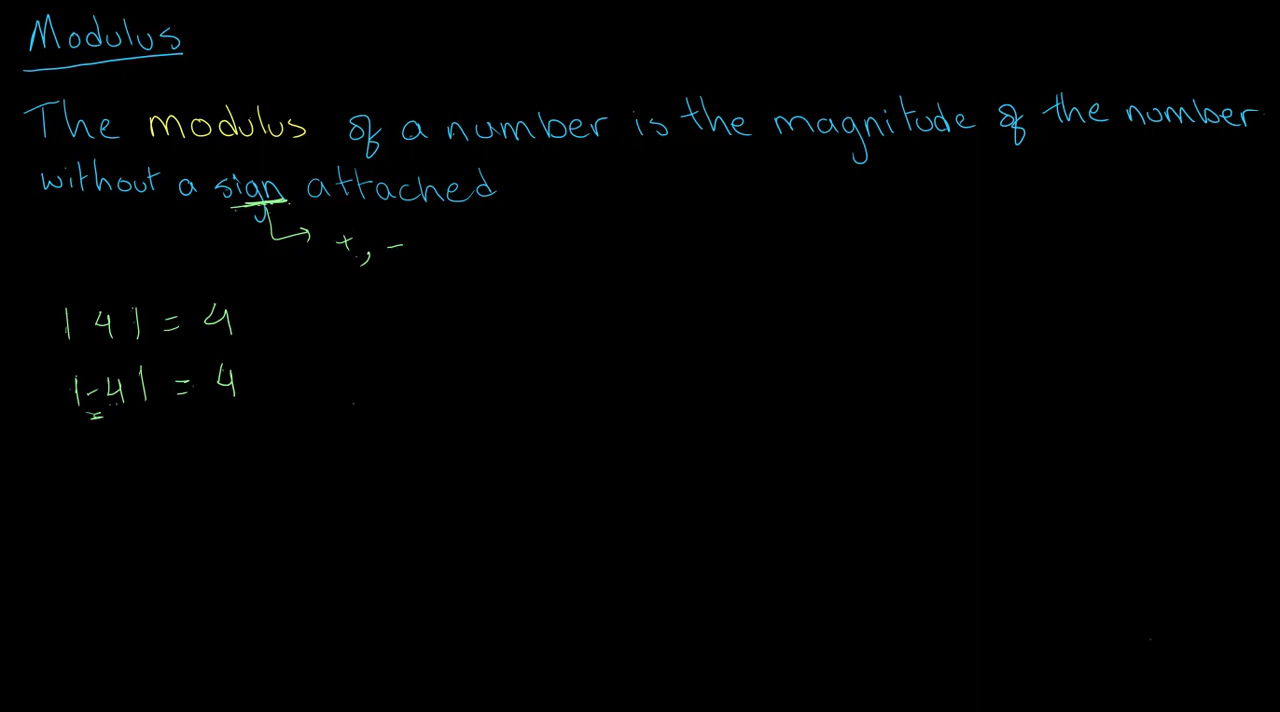 Modulus
The modulus of a number is the magnitude of the number
without a sign attached
+, -
| 4 | = 4
|-4| = 4